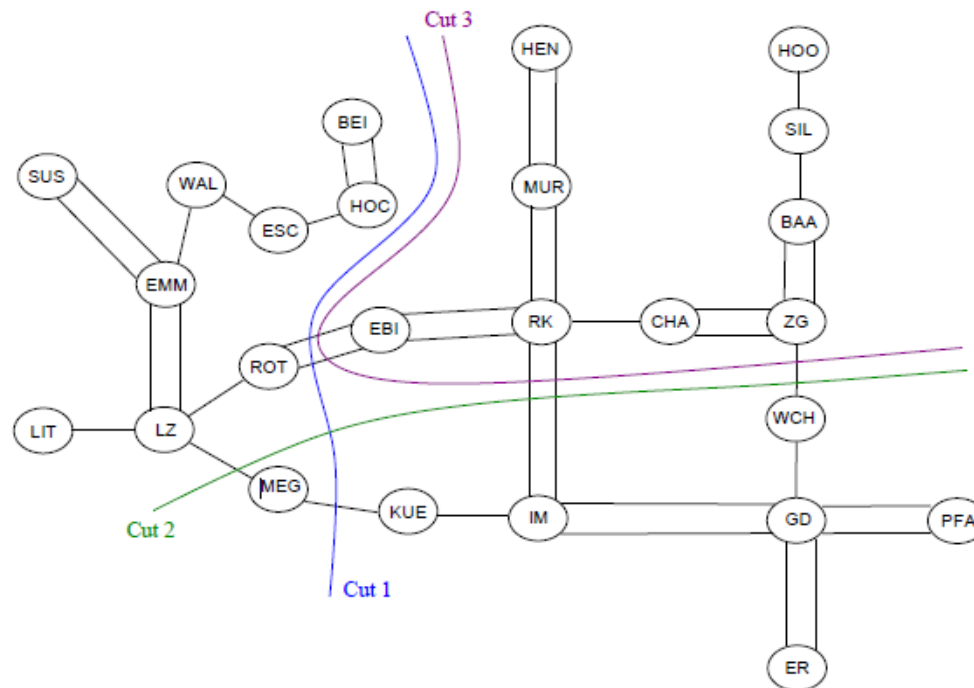 Cut 3
HEN
HOO
BEI
SIL
SUS
WAL
MUR
HOC
ESC
BAA
EMM
EBI
RK
CHA
ZG
ROT
LIT
LZ
WCH
MEG
KUE
IM
GD
PFA
Cut 2
Cut 1
ER